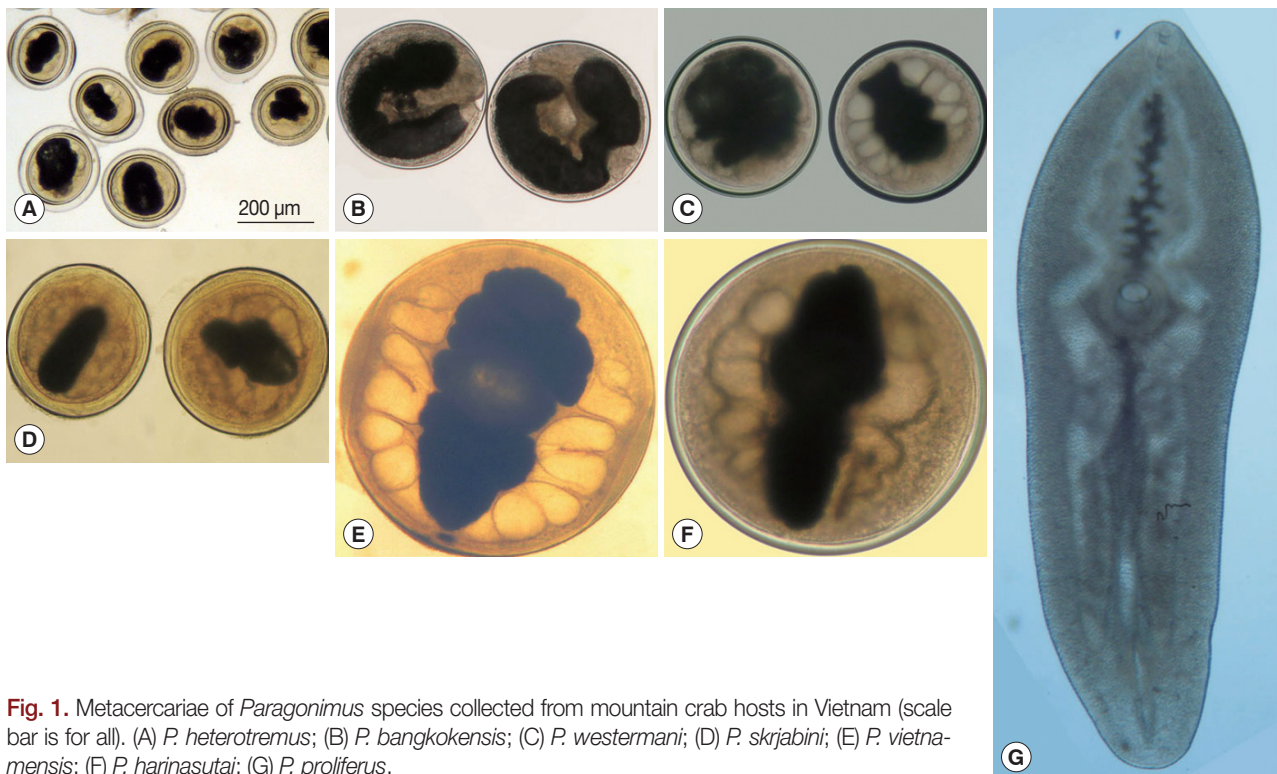 A
200 µm
B
C
D
E
F
G
Fig. 1. Metacercariae of Paragonimus species collected from mountain crab hosts in Vietnam (scale
bar is for all). (A) P. heterotremus; (B) P. bangkokensis; (C) P. westermani; (D) P. skrjabini; (E) P. vietna-
mensis; (F) P. harinasutai; (G) P. proliferus.